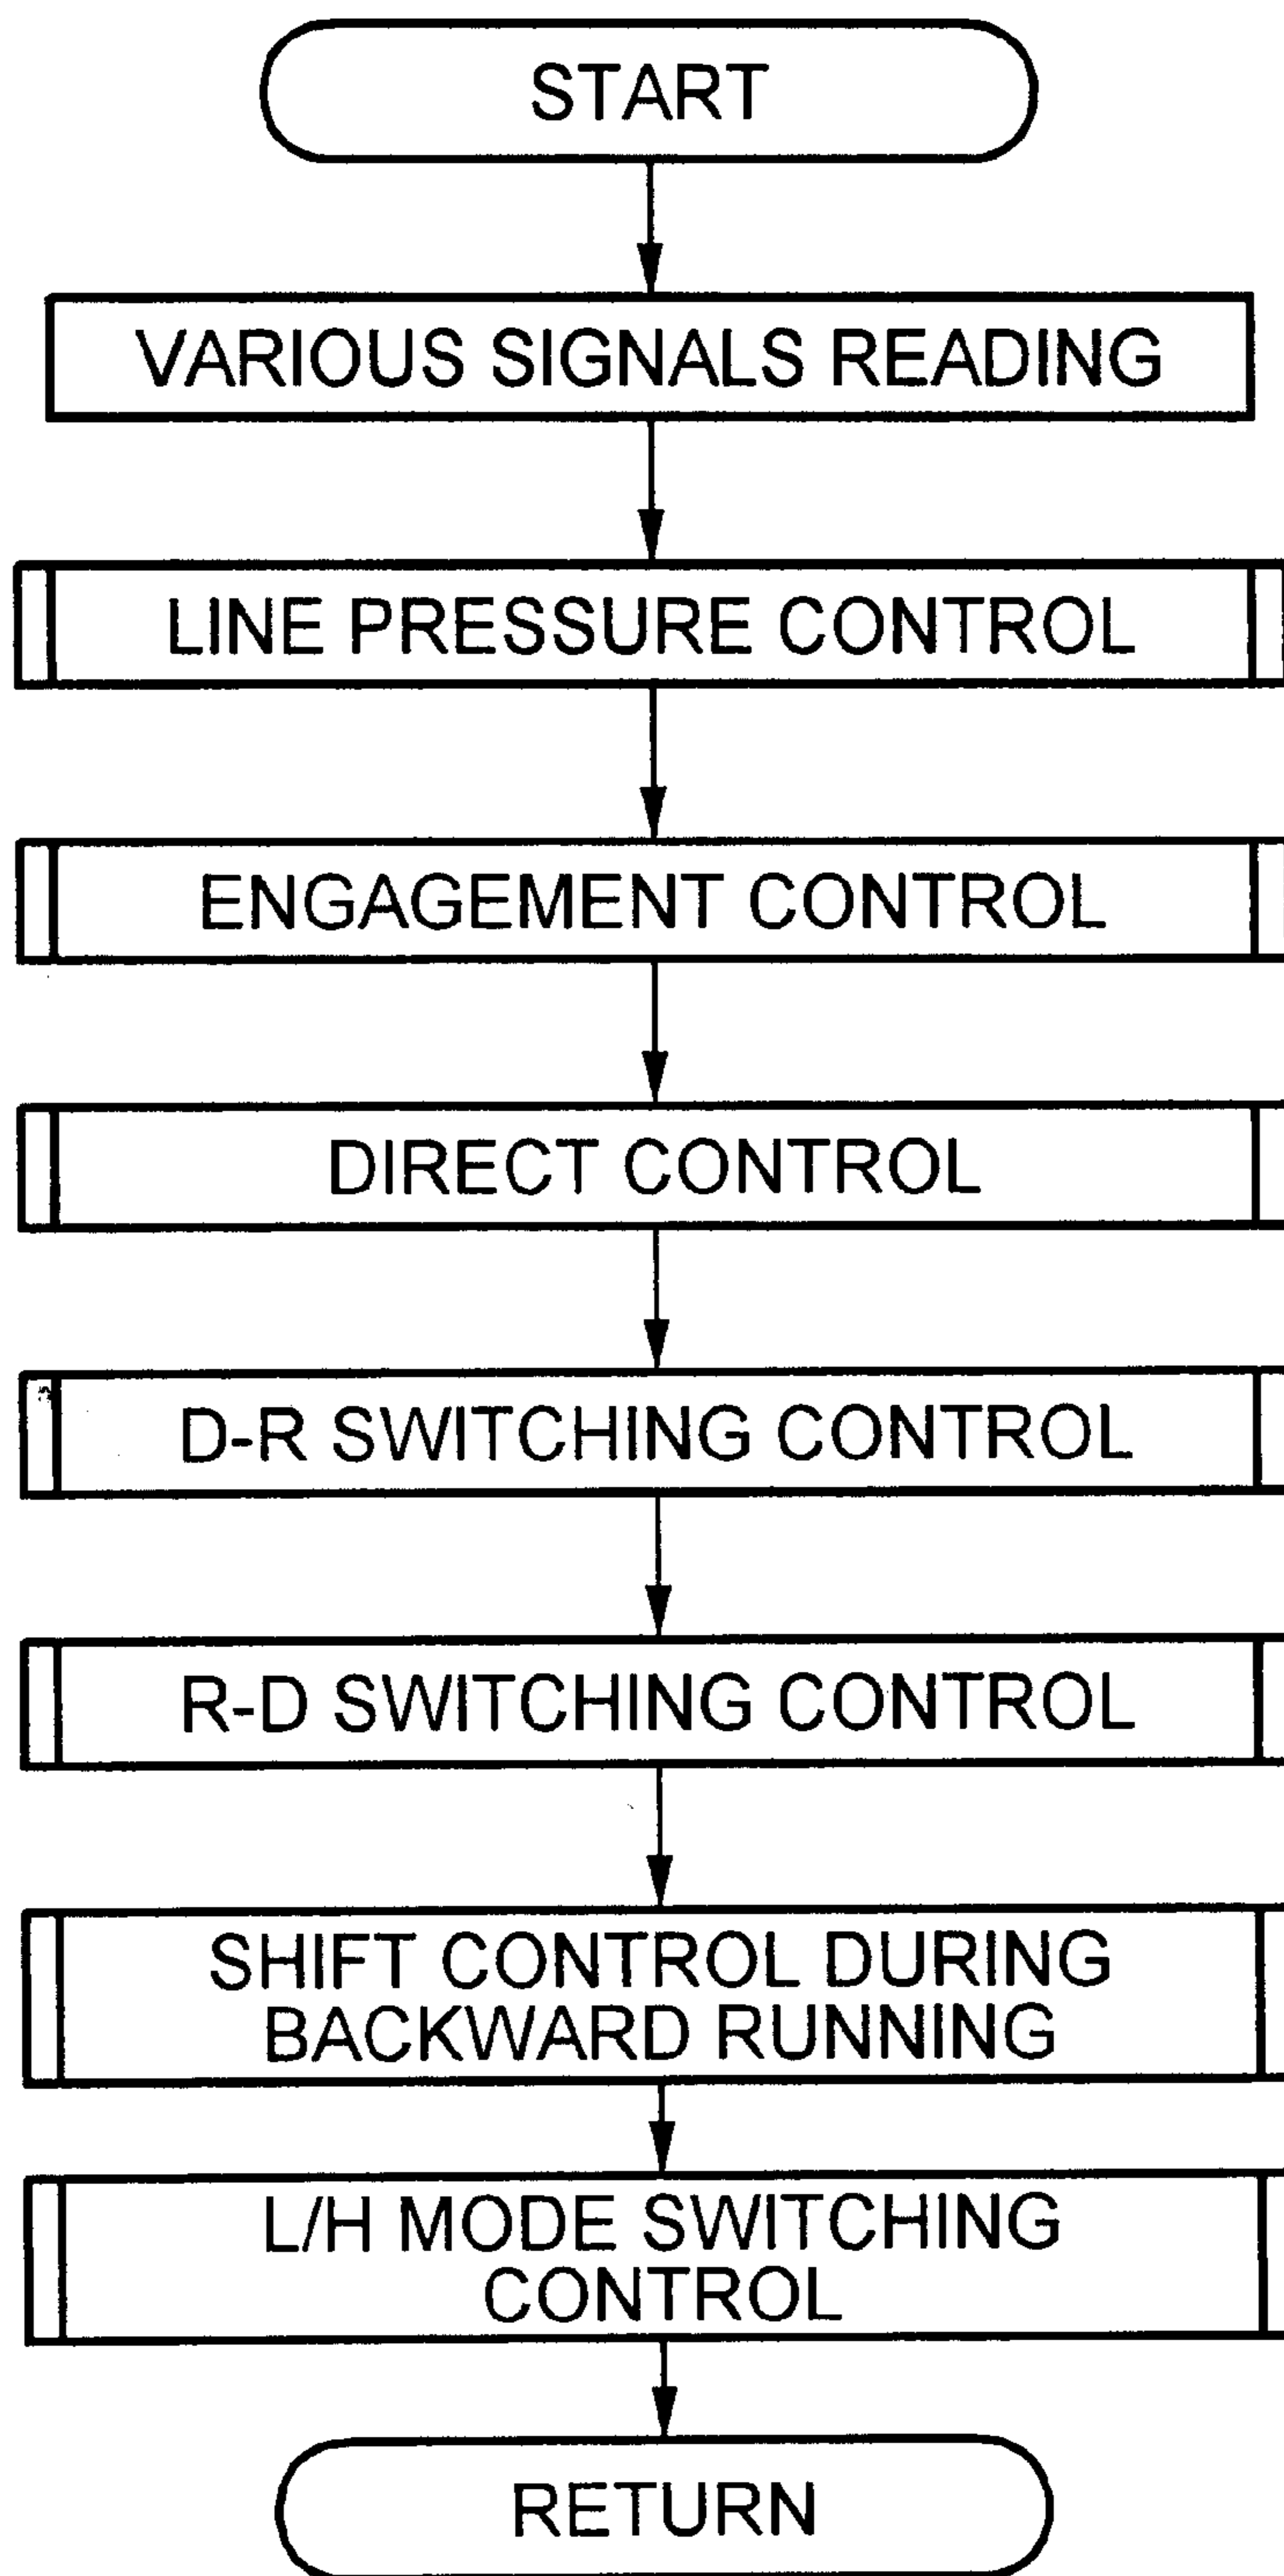 START
VARIOUS SIGNALS READING
LINE PRESSURE CONTROL
ENGAGEMENT CONTROL
DIRECT CONTROL
D-R SWITCHING CONTROL
R-D SWITCHING CONTROL
SHIFT CONTROL DURING
BACKWARD RUNNING
L/H MODE SWITCHING
CONTROL
RETURN